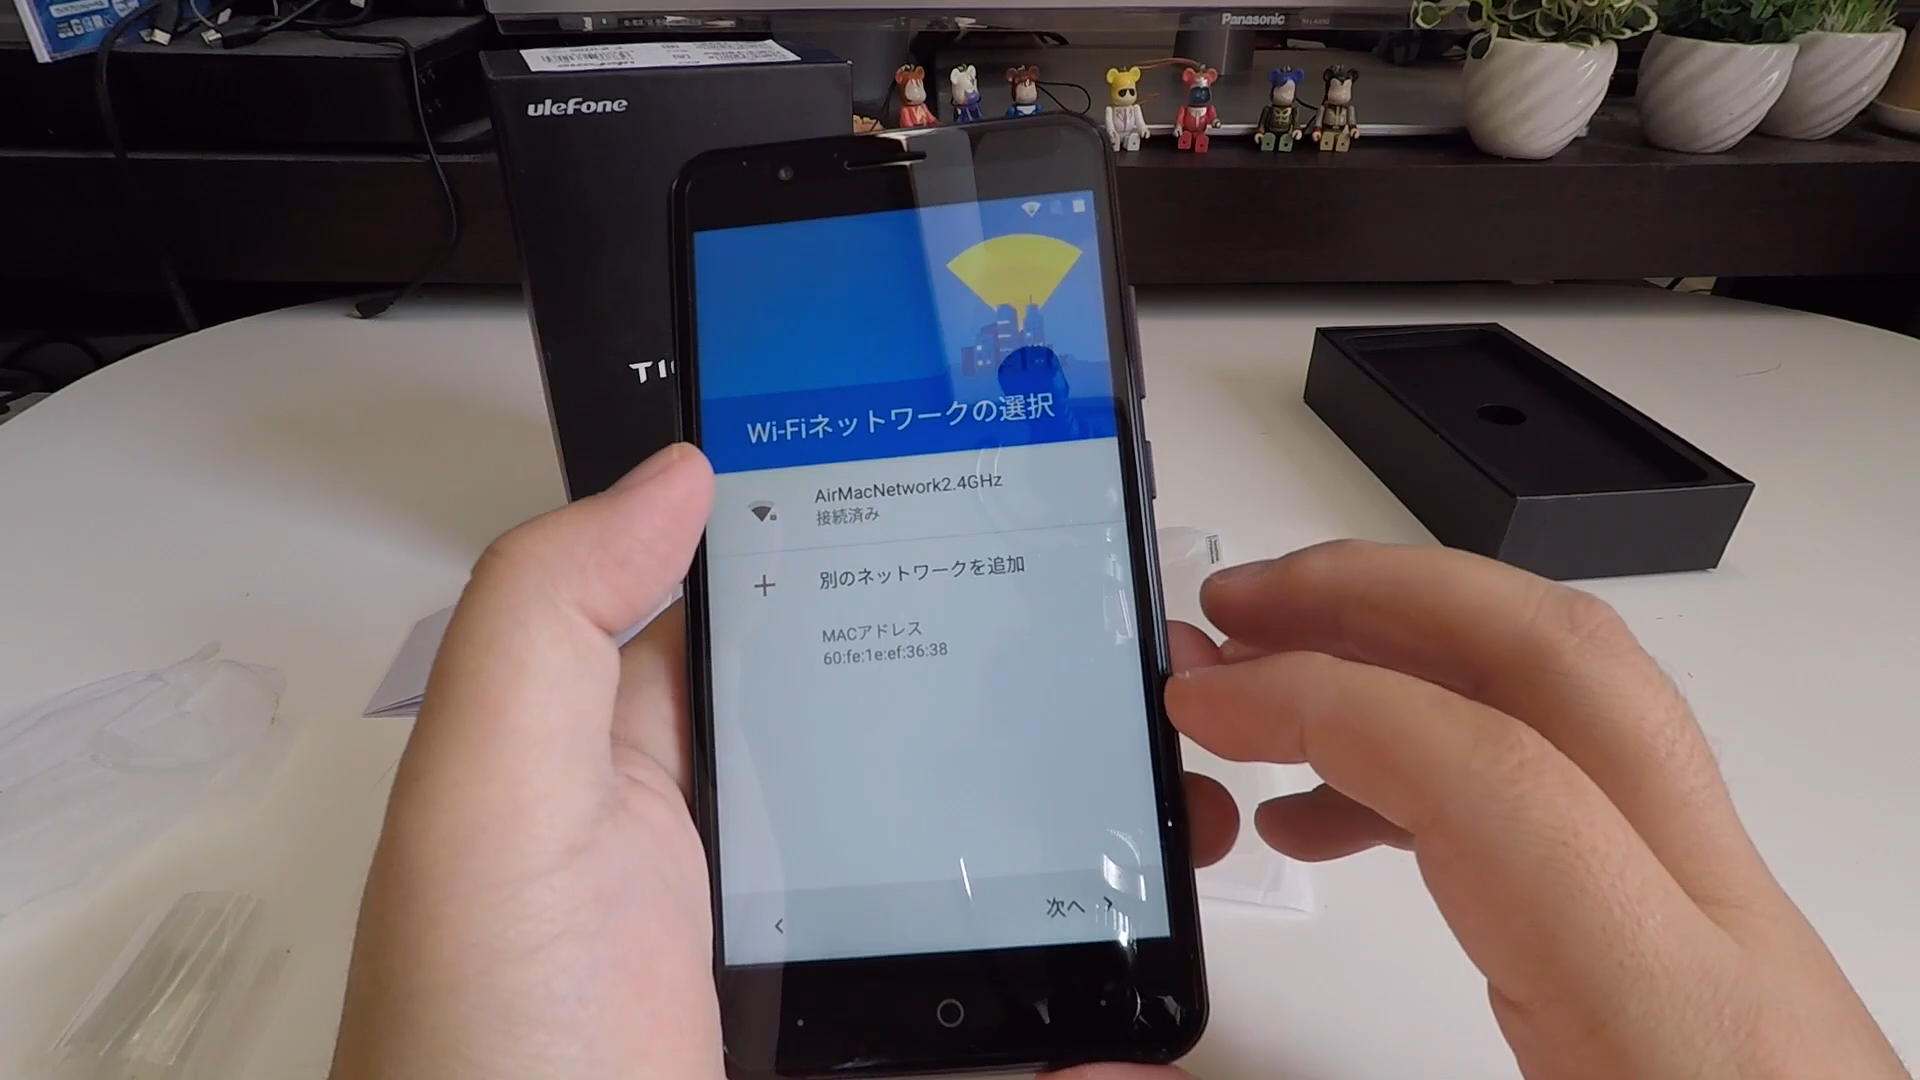 Panasonic
uleFone
Wi-Fiネットワークの選択
AirMacNetwork2.4GHz
接続済み
別のネットワークを追加
MACアドレス
60:fe:1e:ef:36:38
次へ